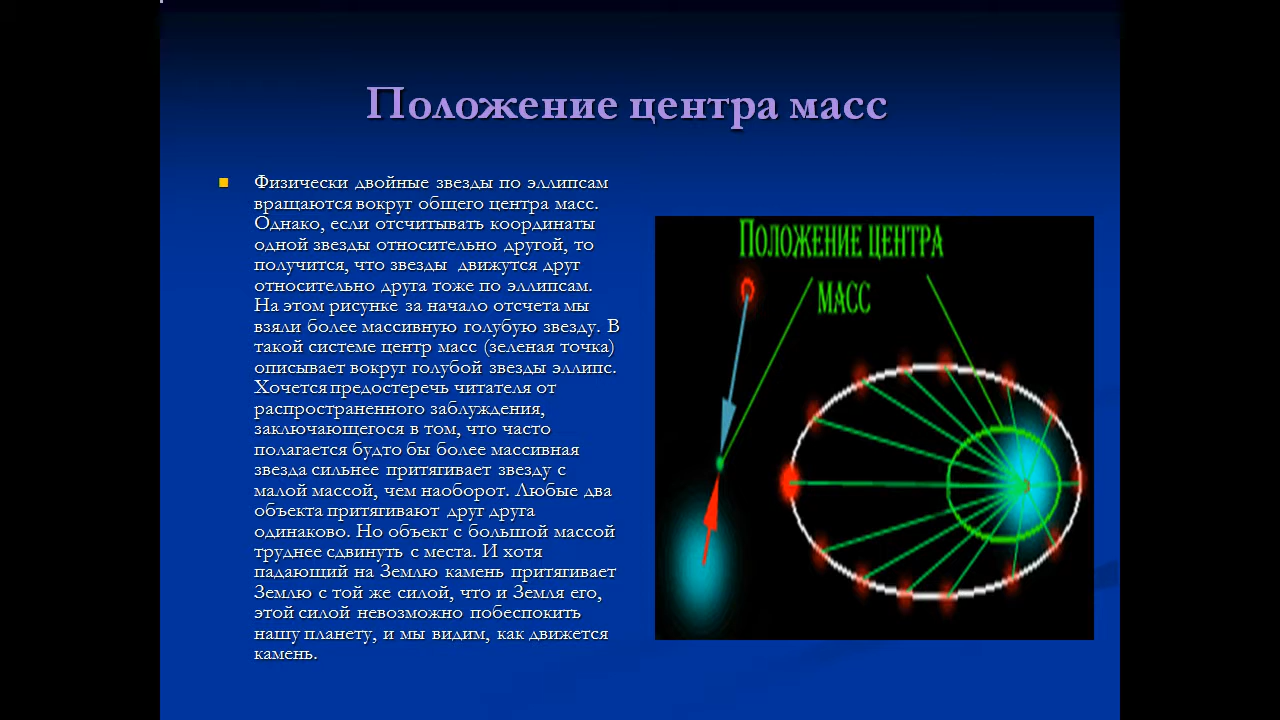 Положение центра масс
Физически двойные звезды по эллипсам
вращаются вокруг общего центра масс.
Однако, если отсчитывать координаты
одной звезды относительно другой, то
получится, что звезды движутся друг
относительно друга тоже по эллипсам.
На этом рисунке за начало отсчета мы
взяли более массивную голубую звезду. В
такой системе центр масс (зеленая точка)
описывает вокруг голубой звезды эллипс.
Хочется предостеречь читателя от
распространенного заблуждения,
заключающегося в том, что часто
полагается будто бы более массивная
звезда сильнее притягивает звезду с
малой массой, чем наоборот. Любые два
объекта притягивают друг друга
одинаково. Но объект с большой массой
труднее сдвинуть с места. И хотя
падающий на Землю камень притягивает
Землю с той же силой, что и Земля его,
этой силой невозможно побеспокить
нашу планету, и мы видим, как движется
камень.
ПОЛОЖЕНИЕ ЦЕНТРА
МАСС